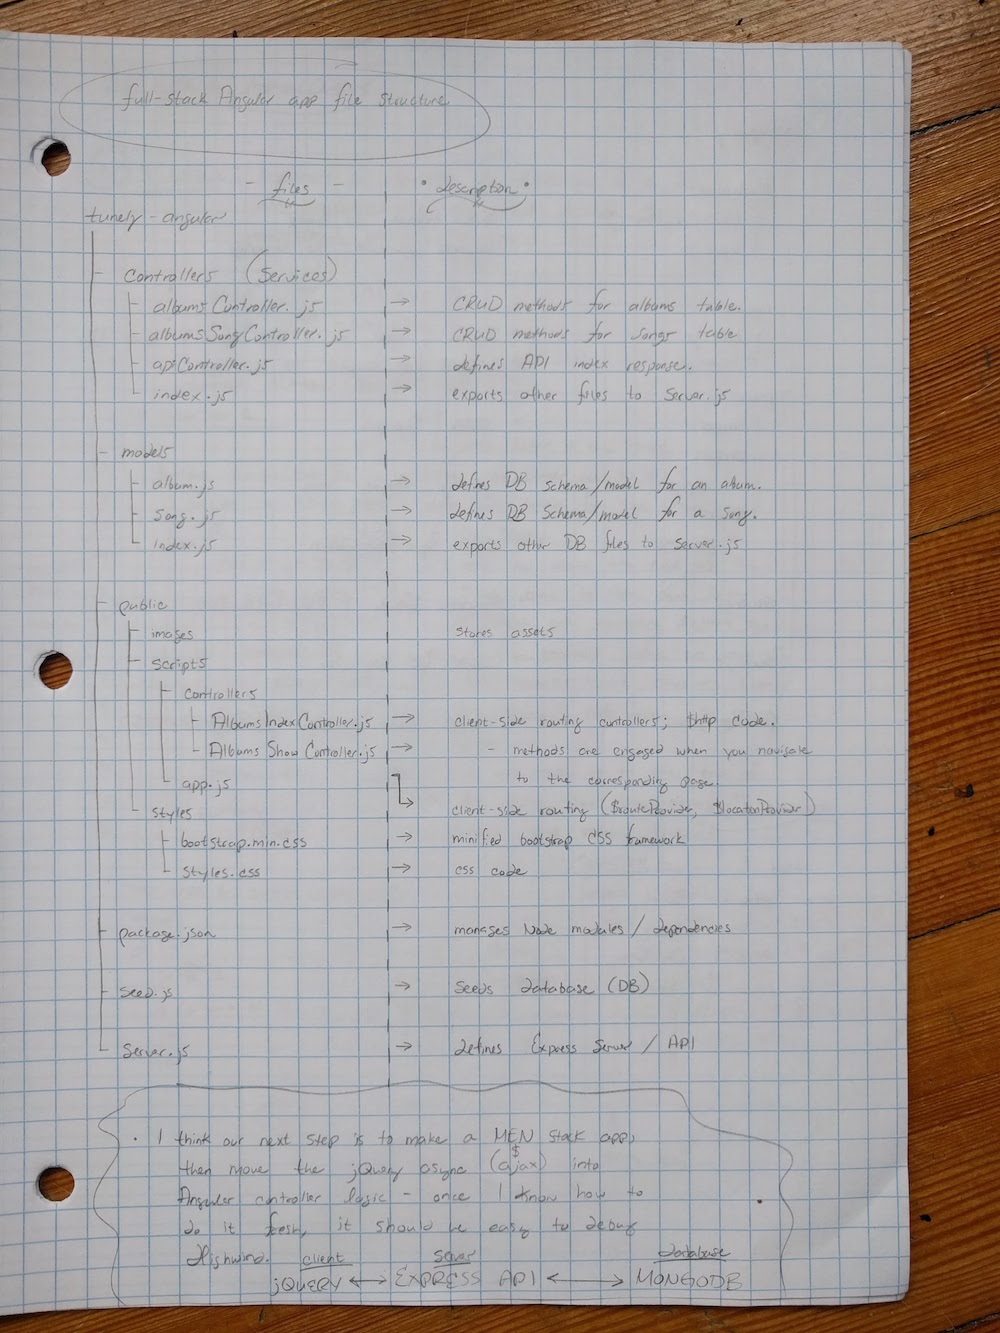 full-stack Angular app file structure
- files - • description •
tunely-angular
controllers (services)
albumsController.js → CRUD methods for albums table.
albumsSongController.js → CRUD methods for songs table
apiController.js → defines API index response.
index.js → exports other files to server.js
models
album.js → defines DB schema/model for an album.
song.js → defines DB schema/model for a song.
index.js → exports other DB files to server.js
public
images stores assets
scripts
controllers
AlbumsIndexController.js → client-side routing controllers; $http code.
AlbumsShowController.js → - methods are engaged when you navigate
to the corresponding page.
app.js
client-side routing ($routeProvider, $locationProvider)
styles
bootstrap.min.css → minified bootstrap CSS framework
styles.css → css code
package.json → manages Node modules / dependencies
seed.js → seeds database (DB)
server.js → defines Express Server / API
• I think our next step is to make a MEN stack app,
then move the jQuery async ($ajax) into
Angular controller logic - once I know how to
do it fresh, it should be easy to debug
Highwind. client server database
jQUERY ↔ EXPRESS API ↔ MONGODB